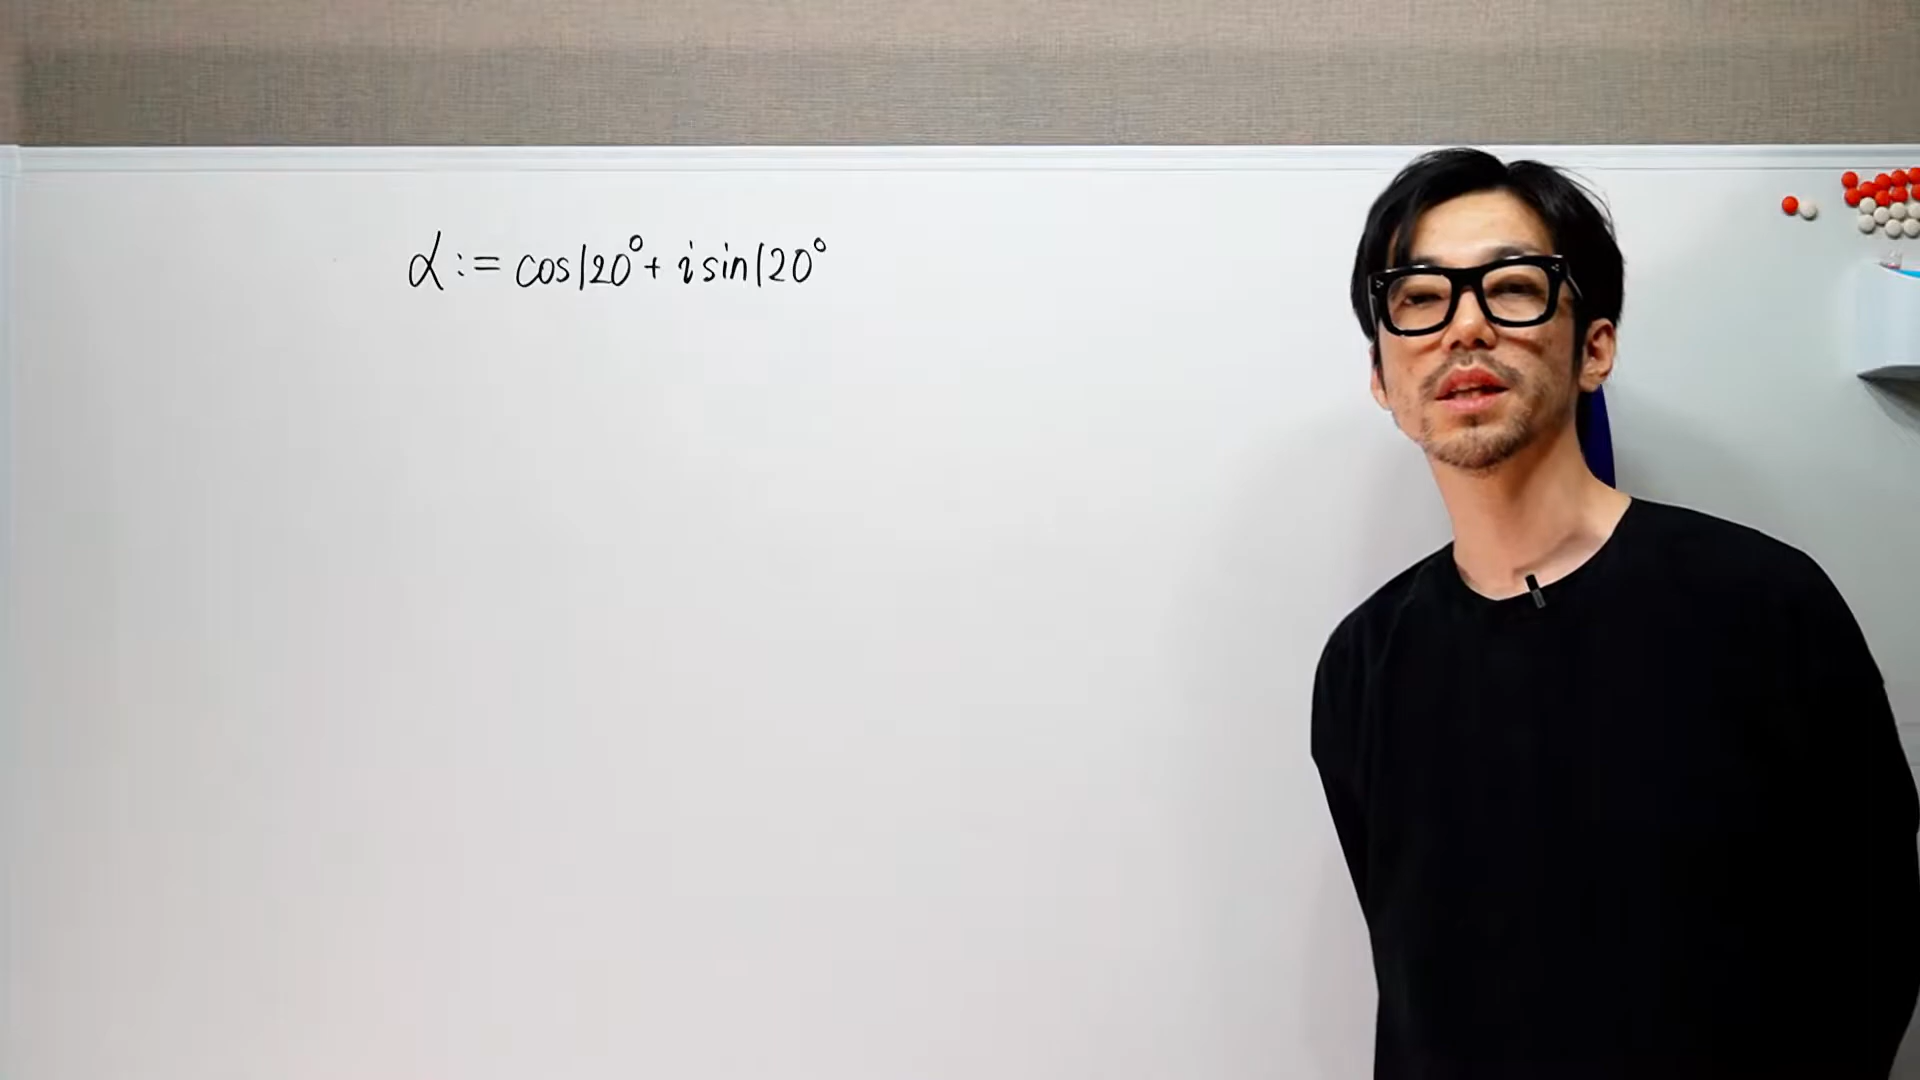 α := cos120° + i sin120°